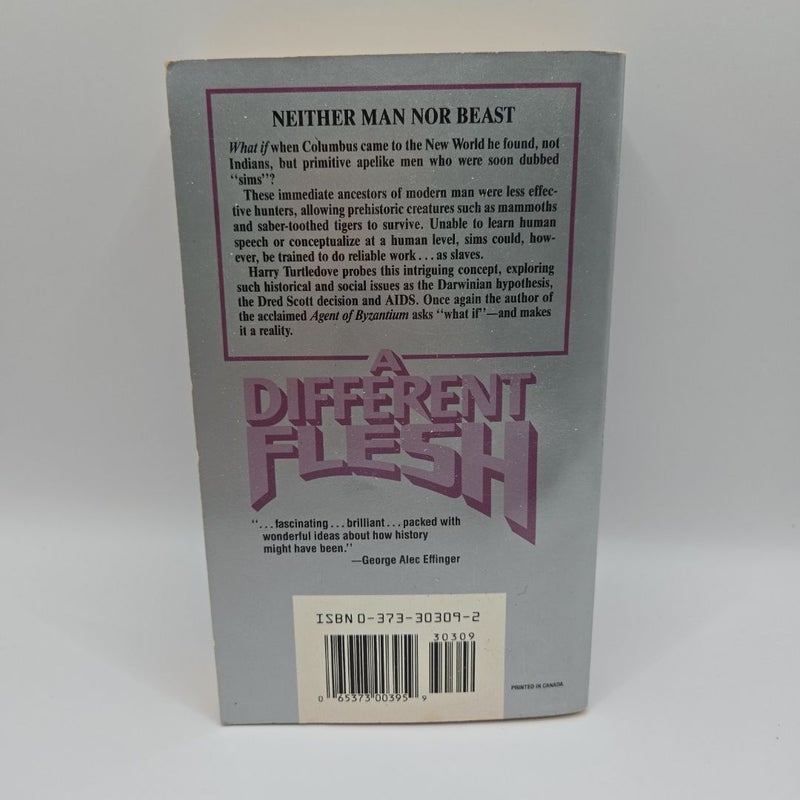 NEITHER MAN NOR BEAST
What if when Columbus came to the New World he found, not
Indians, but primitive apelike men who were soon dubbed
"sims"?
These immediate ancestors of modern man were less effec-
tive hunters, allowing prehistoric creatures such as mammoths
and saber-toothed tigers to survive. Unable to learn human
speech or conceptualize at a human level, sims could, how-
ever, be trained to do reliable work...as slaves.
Harry Turtledove probes this intriguing concept, exploring
such historical and social issues as the Darwinian hypothesis,
the Dred Scott decision and AIDS. Once again the author of
the acclaimed Agent of Byzantium asks "what if"—and makes
it a reality.
A
DIFFERENT
FLESH
"...fascinating...brilliant...packed with
wonderful ideas about how history
might have been."
—George Alec Effinger
ISBN 0-373-30309-2
30309
0 65373 00395 9
PRINTED IN CANADA